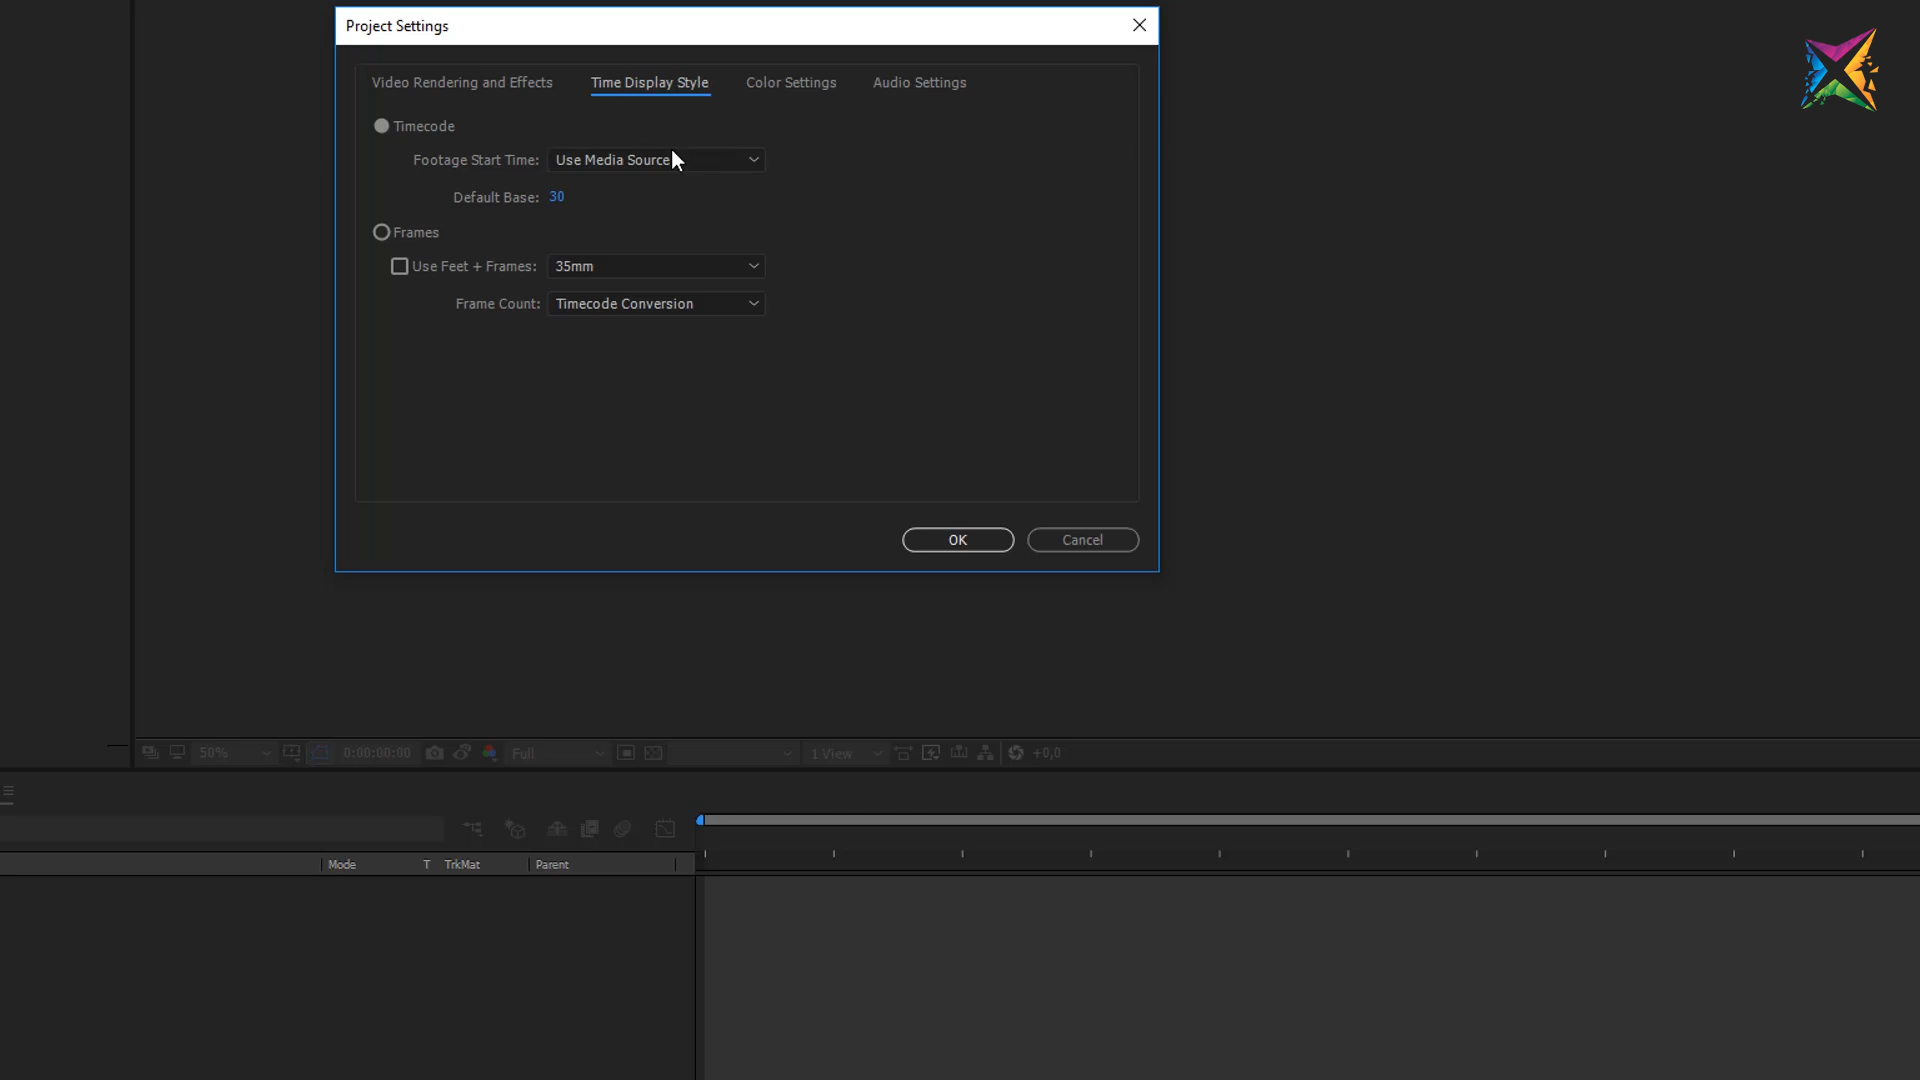 Project Settings
Video Rendering and Effects Time Display Style Color Settings Audio Settings
Timecode
Footage Start Time: Use Media Source
Default Base: 30
Frames
Use Feet + Frames: 35mm
Frame Count: Timecode Conversion
OK Cancel
50% 0:00:00:00 Full 1 View +0,0
Mode T TrkMat Parent